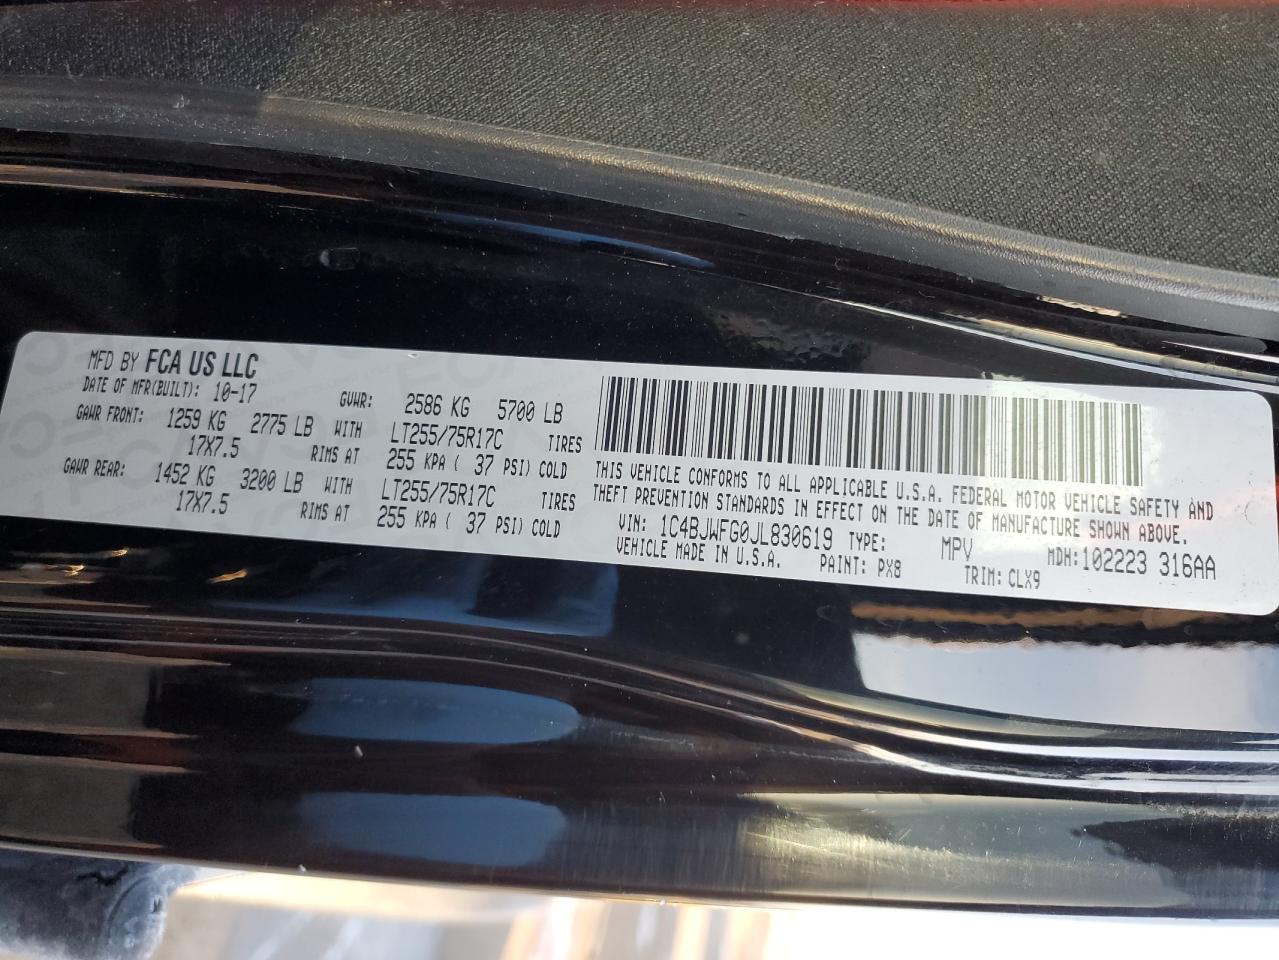 MFD BY FCA US LLC
DATE OF MFR(BUILT): 10-17 GVWR: 2586 KG 5700 LB
GAWR FRONT: 1259 KG 2775 LB WITH LT255/75R17C TIRES
17X7.5 RIMS AT 255 KPA ( 37 PSI) COLD
GAWR REAR: 1452 KG 3200 LB WITH LT255/75R17C TIRES
17X7.5 RIMS AT 255 KPA ( 37 PSI) COLD
THIS VEHICLE CONFORMS TO ALL APPLICABLE U.S.A. FEDERAL MOTOR VEHICLE SAFETY AND
THEFT PREVENTION STANDARDS IN EFFECT ON THE DATE OF MANUFACTURE SHOWN ABOVE.
VIN: 1C4BJWFG0JL830619 TYPE: MPV MDH: 102223 316AA
VEHICLE MADE IN U.S.A. PAINT: PX8 TRIM: CLX9